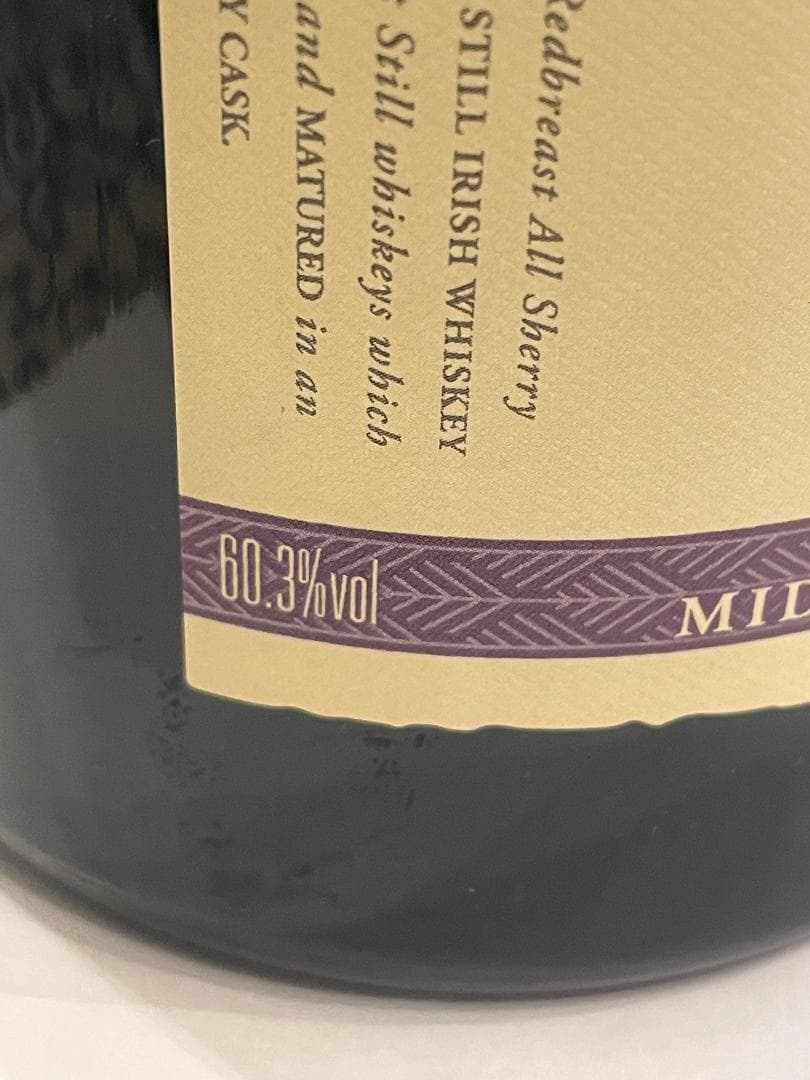 Redbreast All Sherry
STILL IRISH WHISKEY
Still whiskeys which
and MATURED in an
Y CASK.
60.3%vol
MID